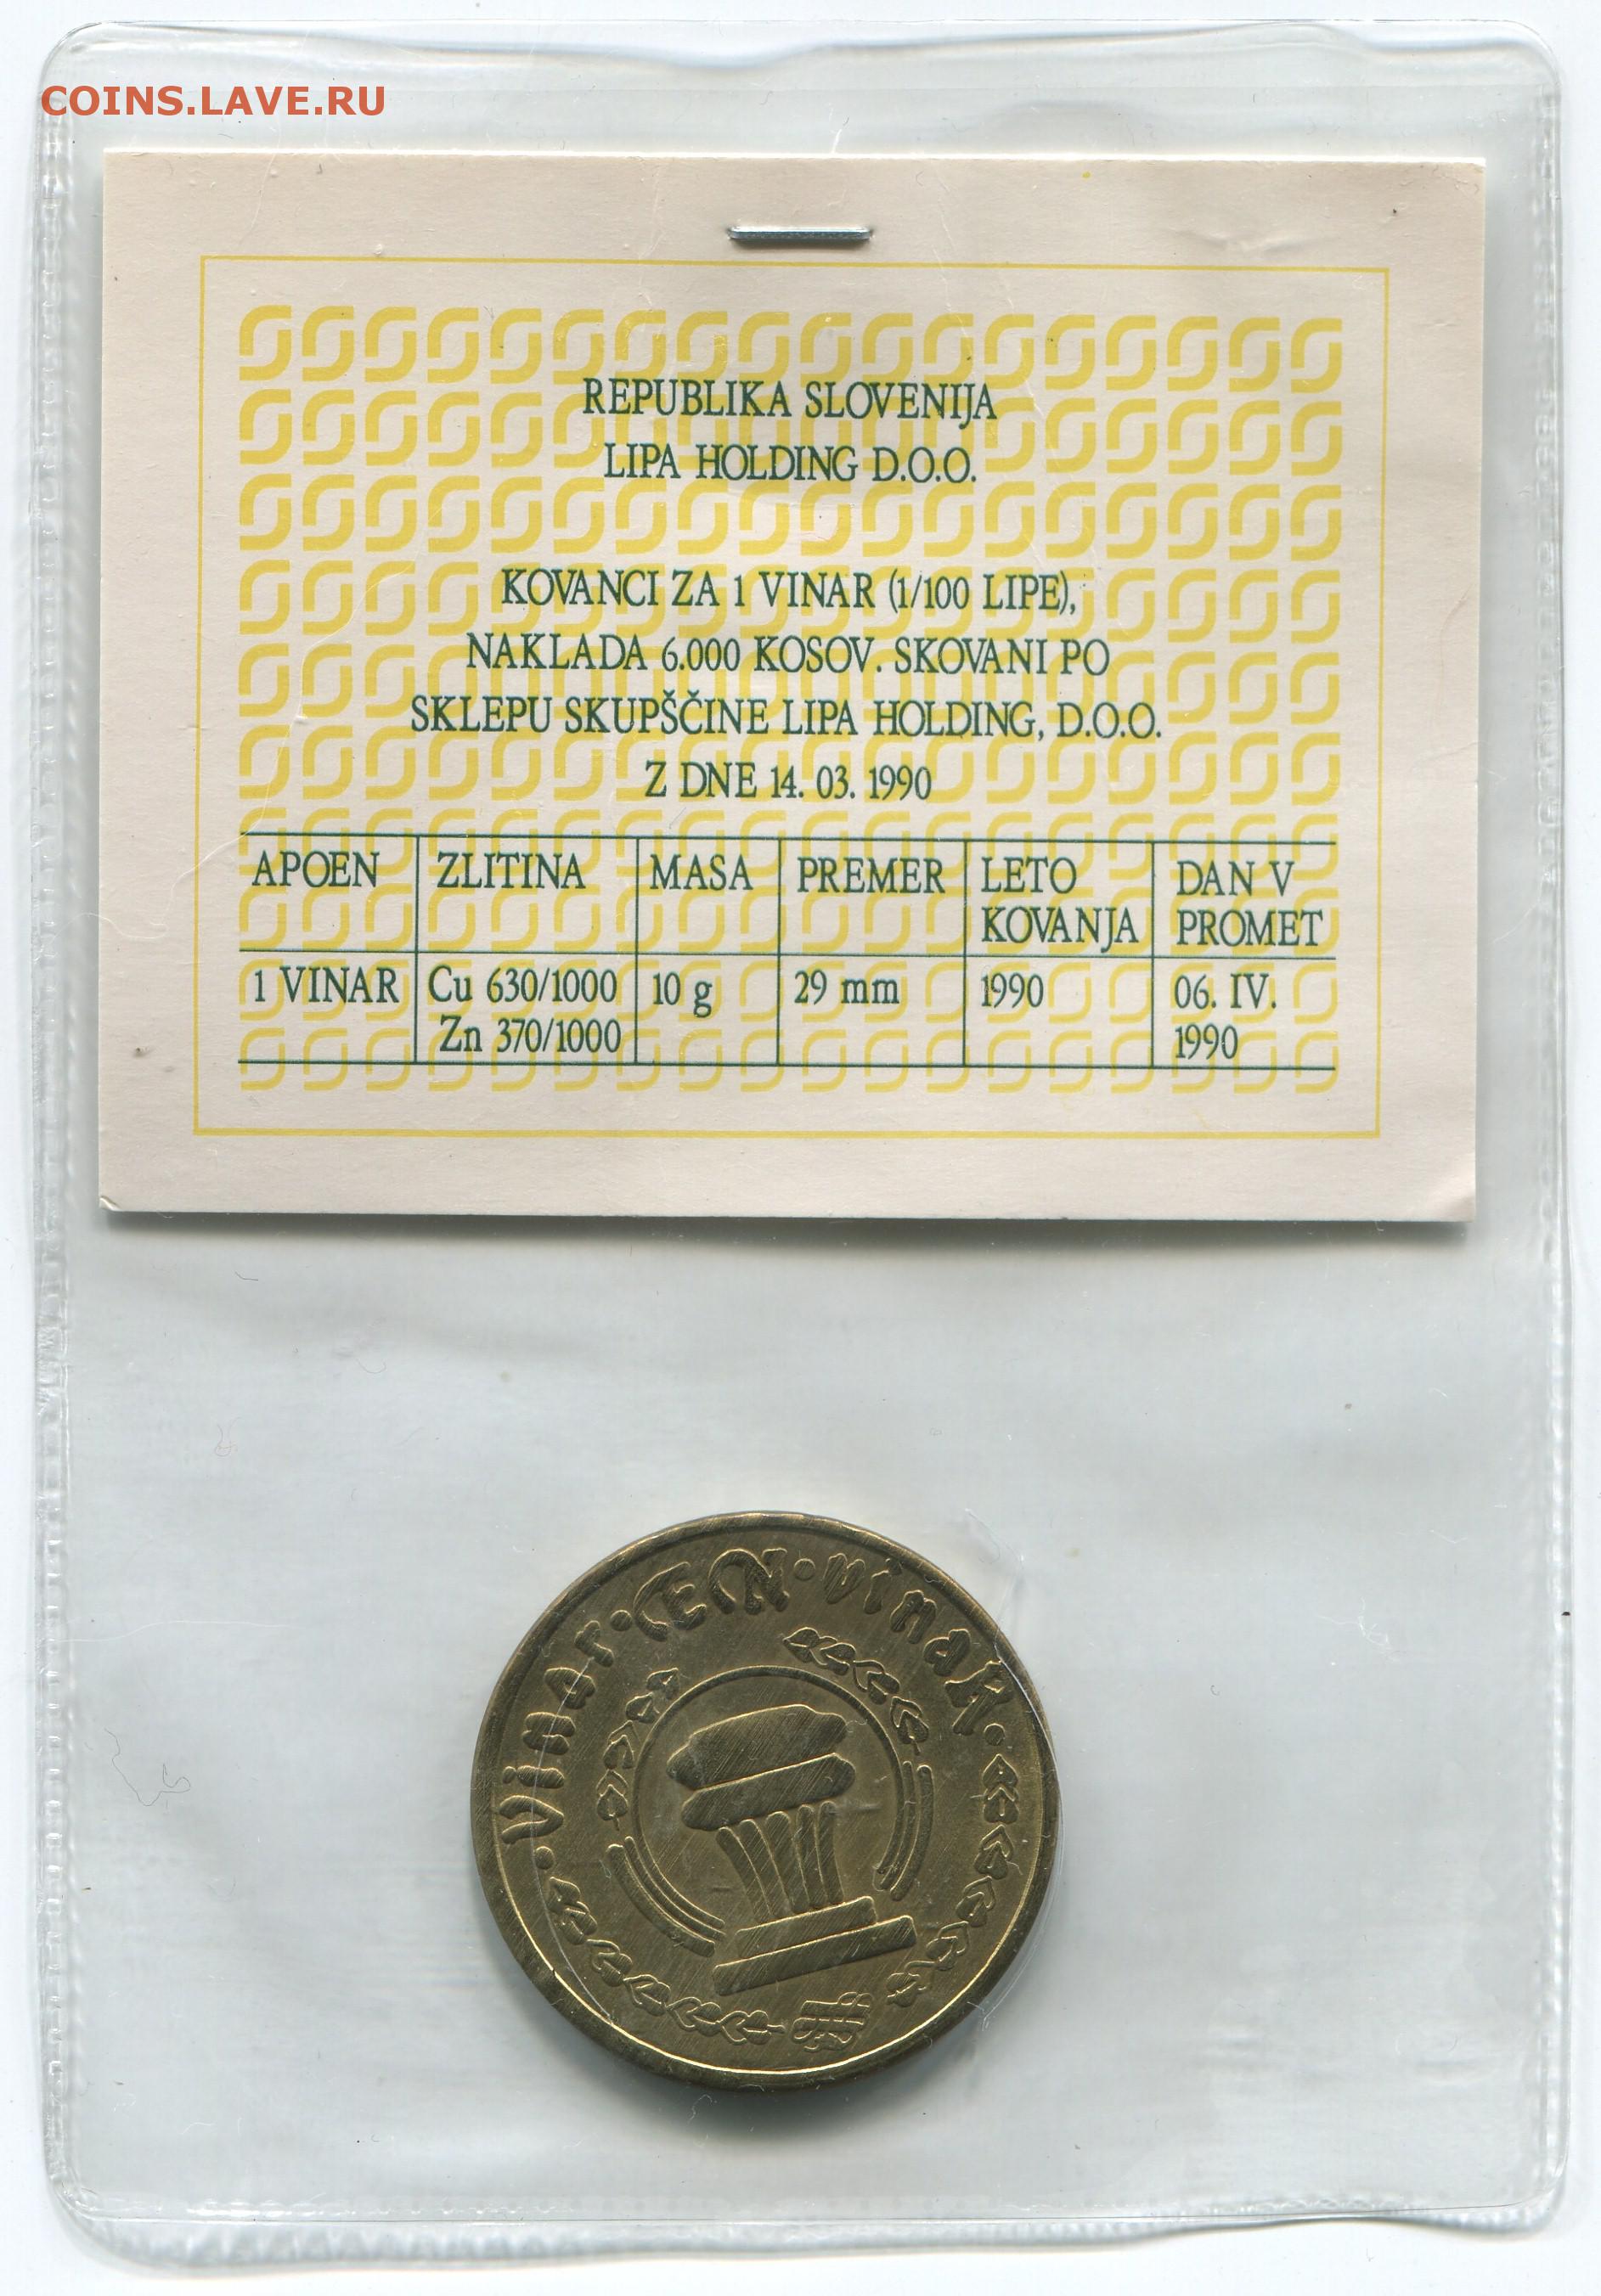 COINS.LAVE.RU
REPUBLIKA SLOVENIJA
LIPA HOLDING D.O.O.
KOVANCI ZA 1 VINAR (1/100 LIPE),
NAKLADA 6.000 KOSOV. SKOVANI PO
SKLEPU SKUPŠČINE LIPA HOLDING, D.O.O.
Z DNE 14. 03. 1990
APOEN ZLITINA MASA PREMER LETO KOVANJA DAN V PROMET
1 VINAR Cu 630/1000 Zn 370/1000 10 g 29 mm 1990 06. IV. 1990
·Vinar·EN·vinaR·